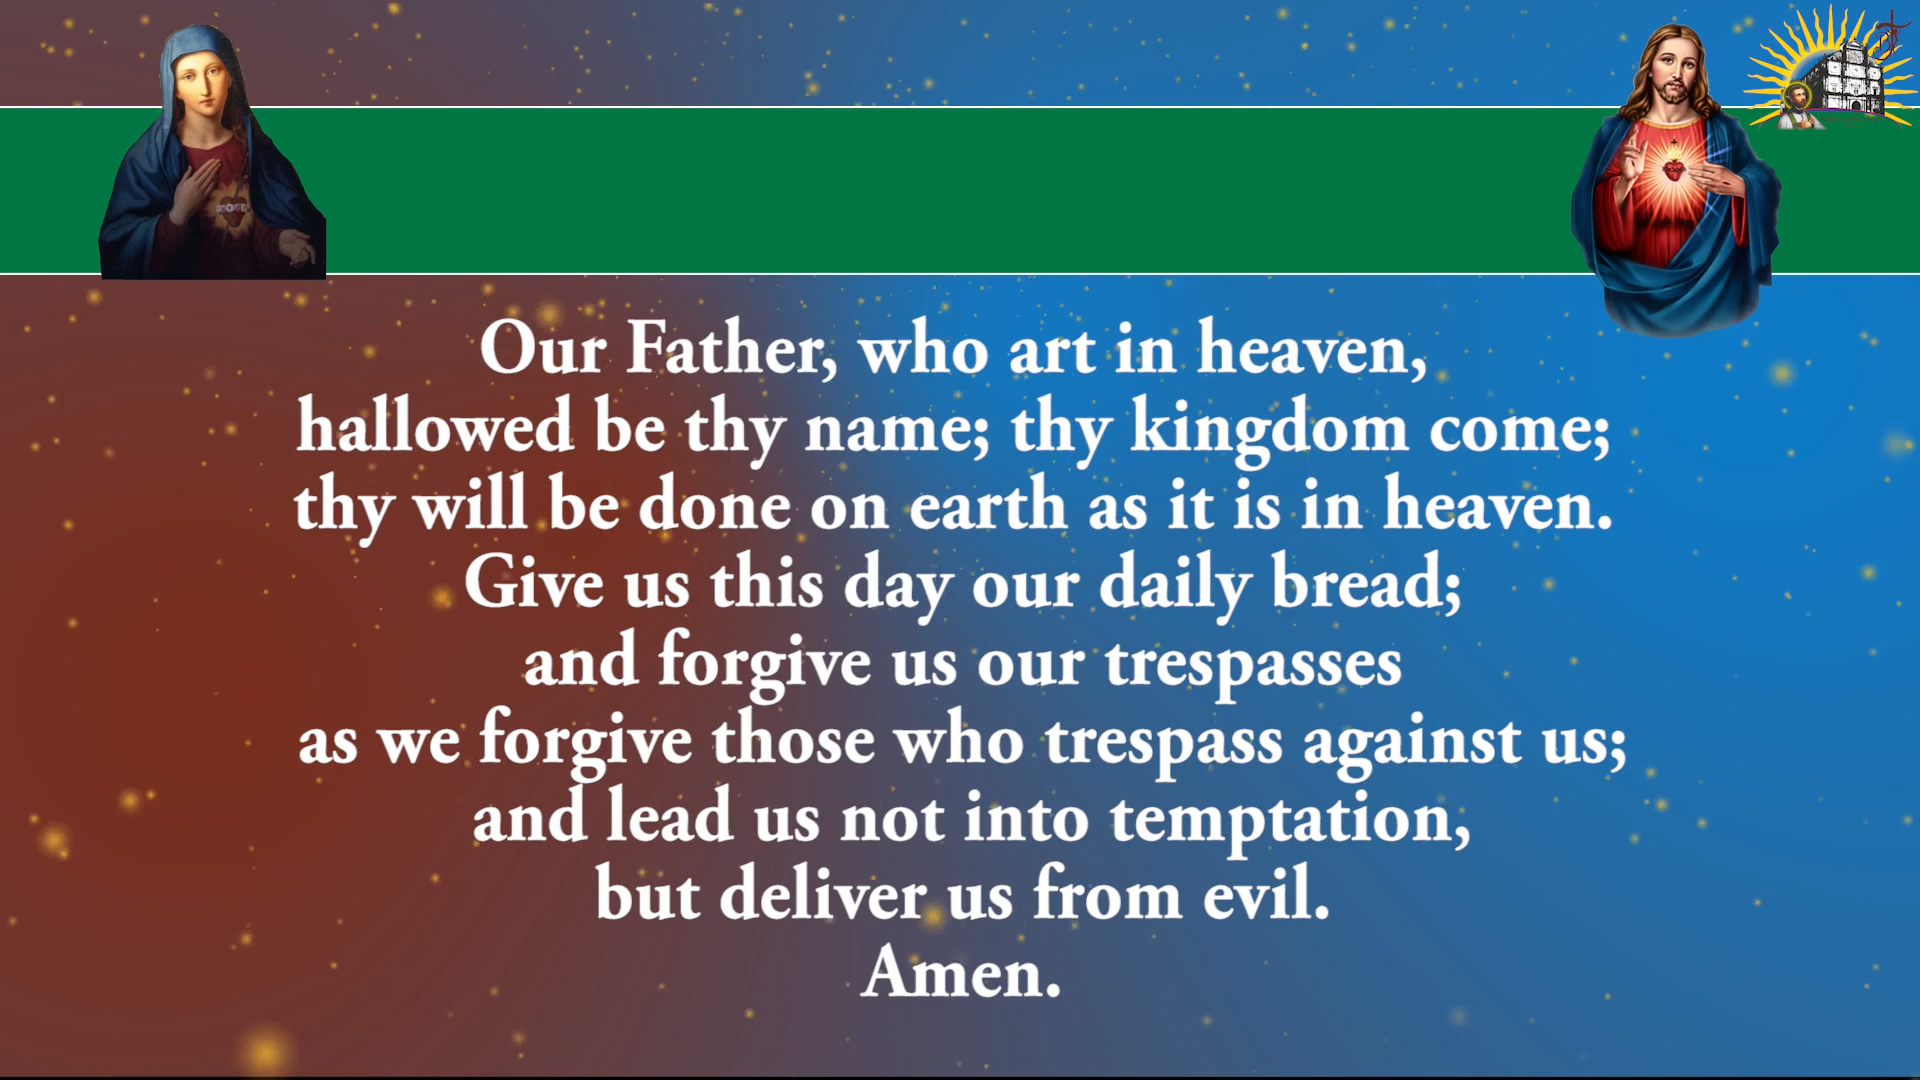 Our Father, who art in heaven,
hallowed be thy name; thy kingdom come;
thy will be done on earth as it is in heaven.
Give us this day our daily bread;
and forgive us our trespasses
as we forgive those who trespass against us;
and lead us not into temptation,
but deliver us from evil.
Amen.